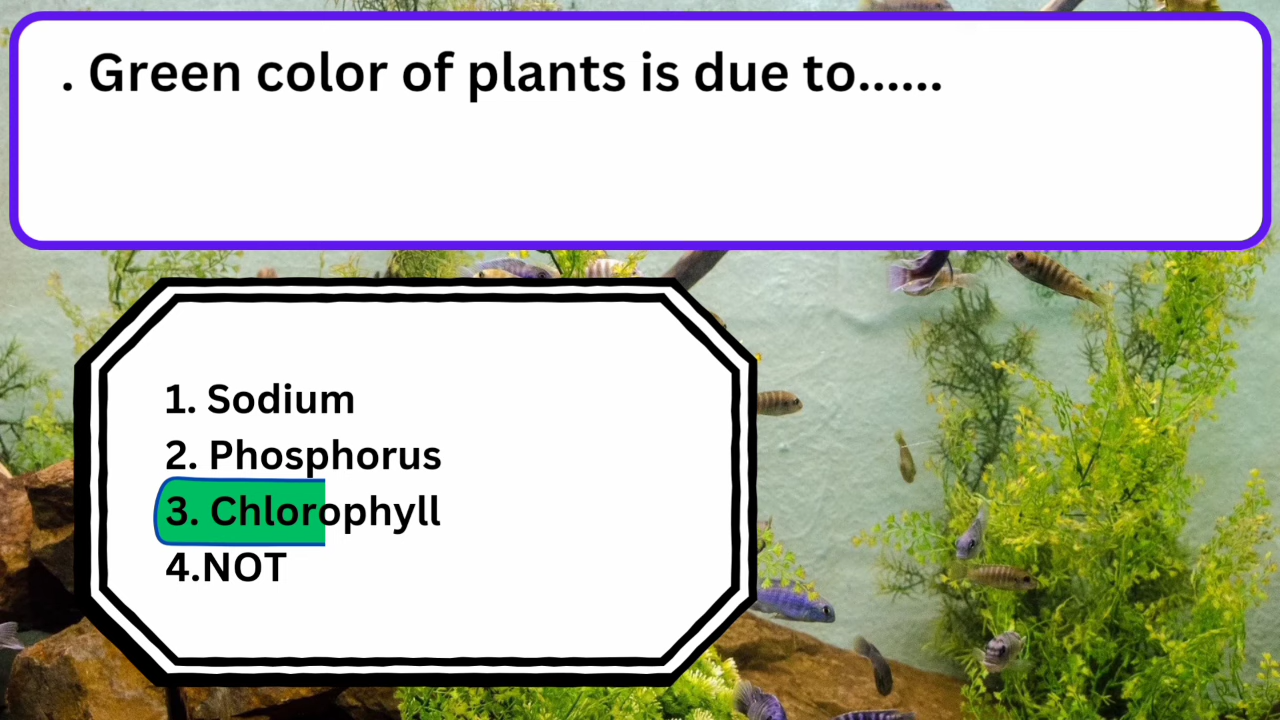 . Green color of plants is due to......
1. Sodium
2. Phosphorus
3. Chlorophyll
4.NOT